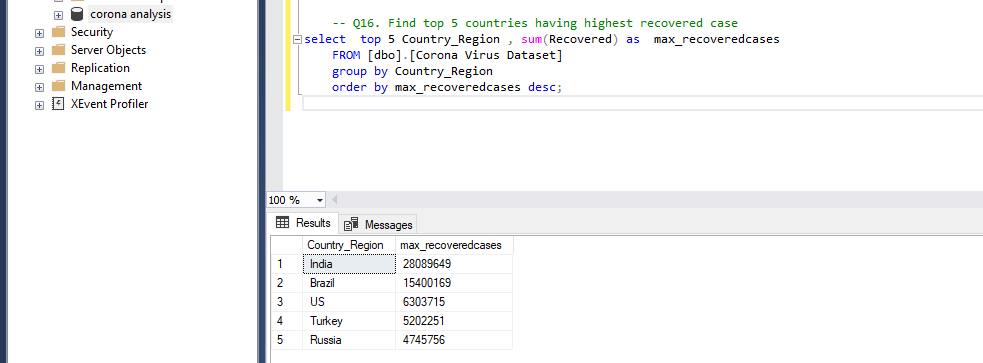 corona analysis
Security
Server Objects
Replication
Management
XEvent Profiler
-- Q16. Find top 5 countries having highest recovered case
select top 5 Country_Region , sum(Recovered) as max_recoveredcases
FROM [dbo].[Corona Virus Dataset]
group by Country_Region
order by max_recoveredcases desc;
100 %
Results Messages
Country_Region max_recoveredcases
1 India 28089649
2 Brazil 15400169
3 US 6303715
4 Turkey 5202251
5 Russia 4745756